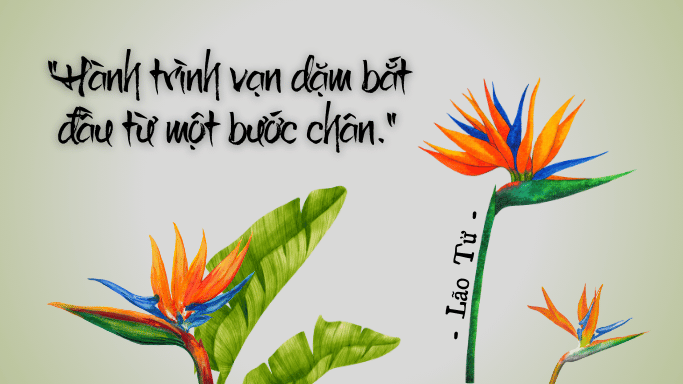 "Hành trình vạn dặm bắt
đầu từ một bước chân."
- Lão Tử -